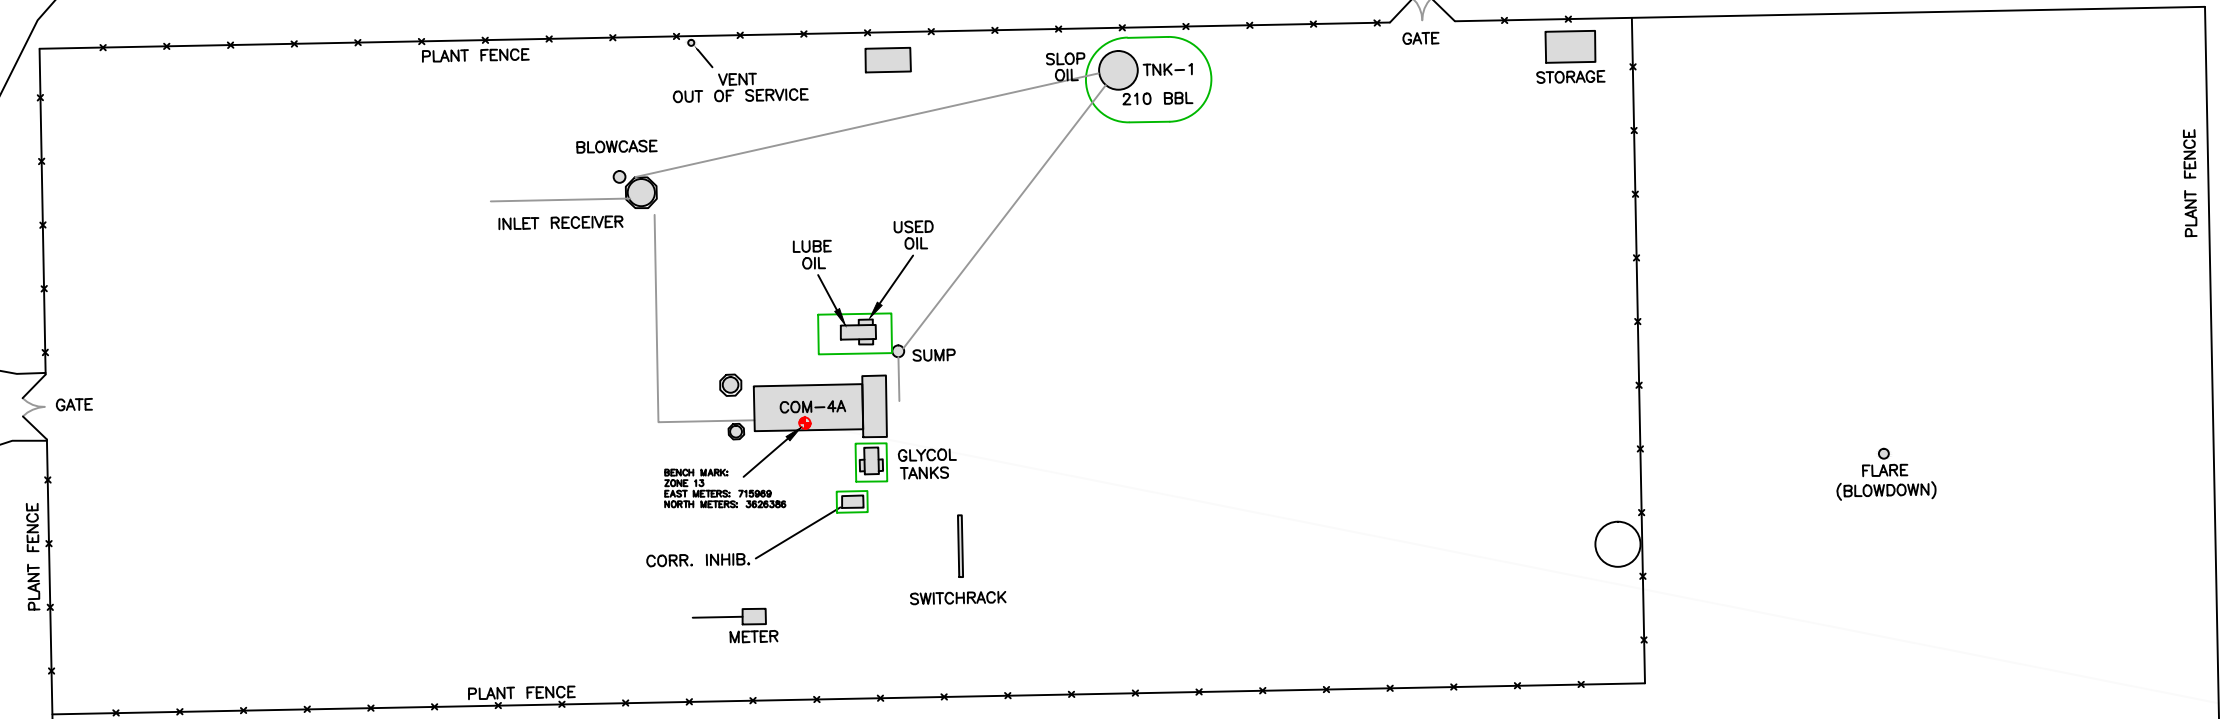 GATE
PLANT FENCE
VENT
OUT OF SERVICE
SLOP
OIL
TNK-1
210 BBL
STORAGE
BLOWCASE
INLET RECEIVER
PLANT FENCE
USED
OIL
LUBE
OIL
SUMP
GATE
COM-4A
BENCH MARK:
ZONE 13
EAST METERS: 715969
NORTH METERS: 3626386
GLYCOL
TANKS
FLARE
(BLOWDOWN)
PLANT FENCE
CORR. INHIB.
SWITCHRACK
METER
PLANT FENCE